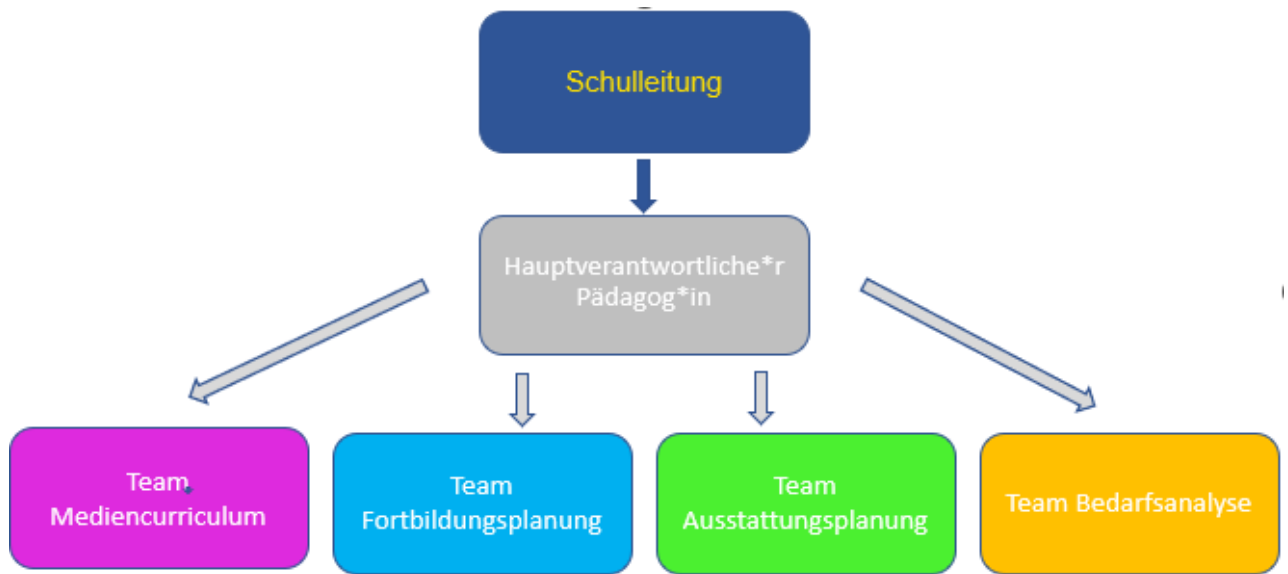 Schulleitung
Hauptverantwortliche*r
Pädagog*in
Team
Mediencurriculum
Team
Fortbildungsplanung
Team
Ausstattungsplanung
Team Bedarfsanalyse